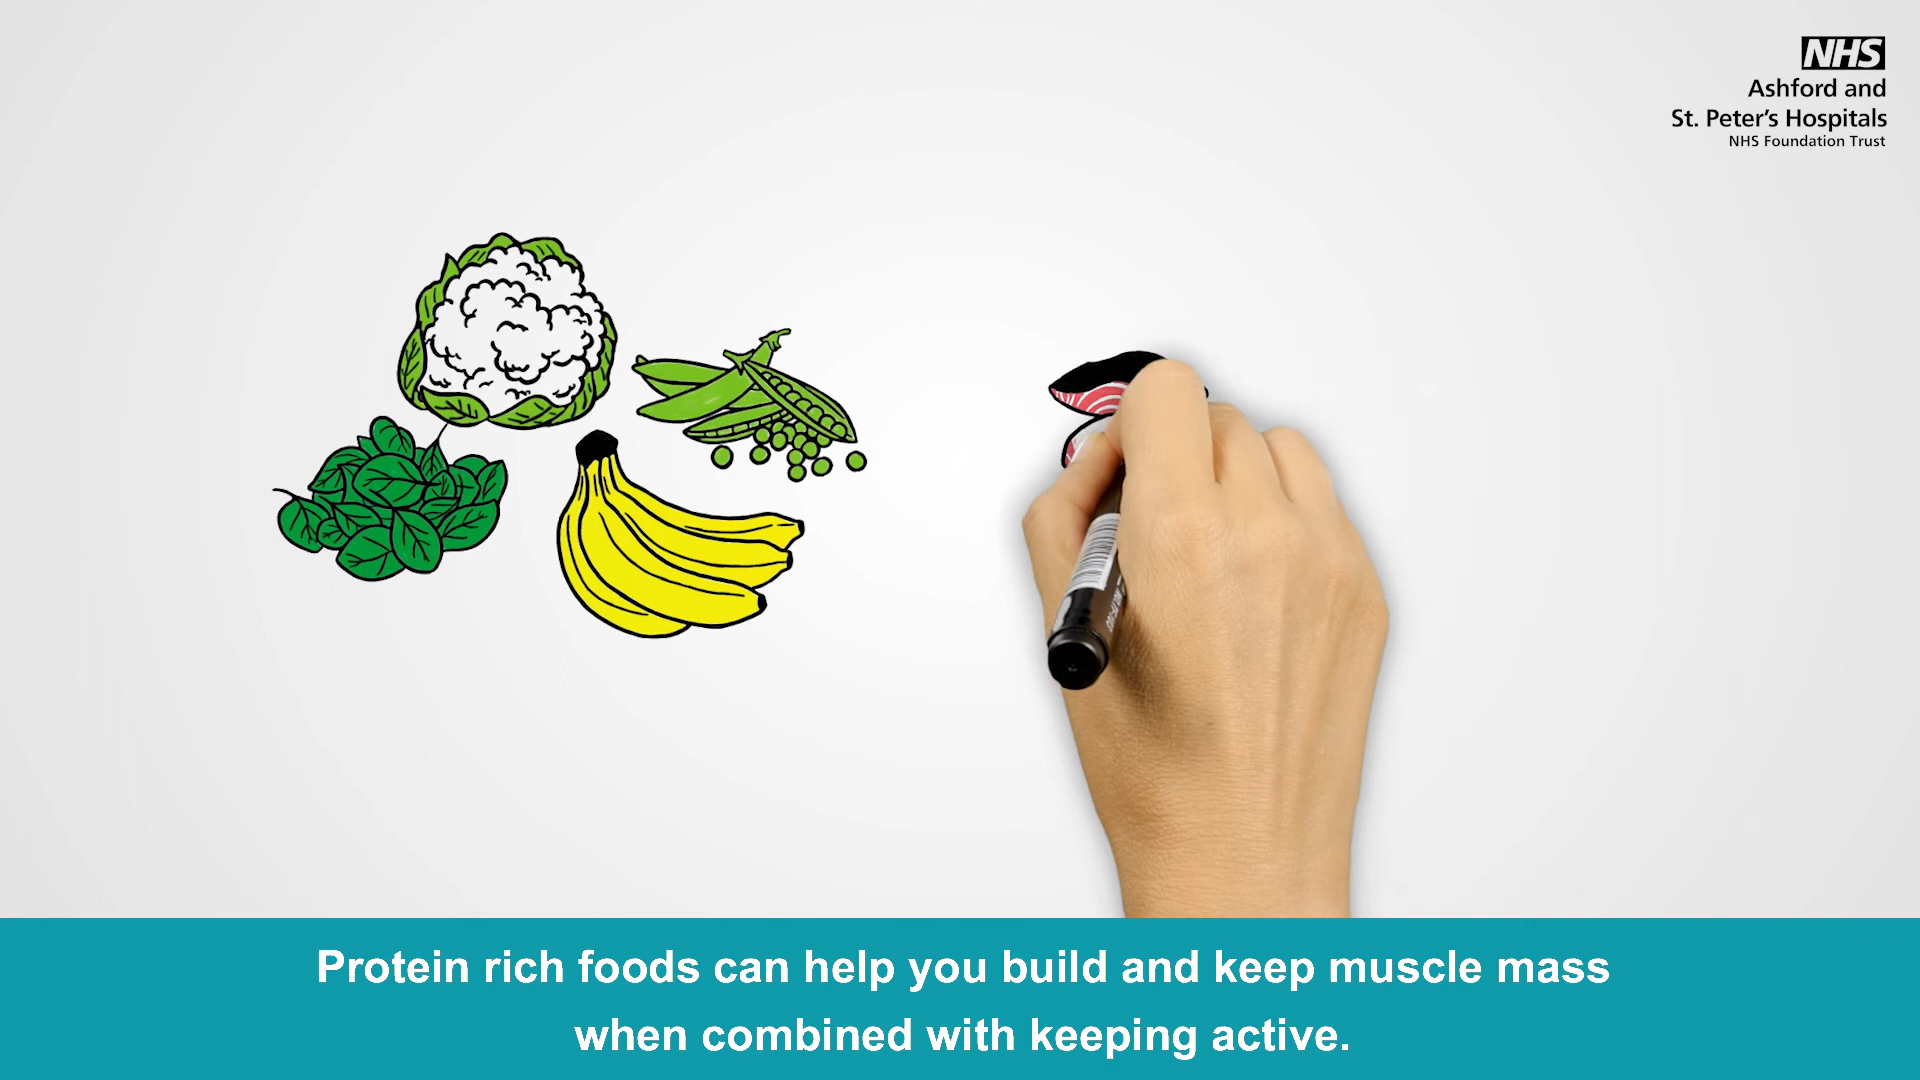 NHS
Ashford and
St. Peter's Hospitals
NHS Foundation Trust
Protein rich foods can help you build and keep muscle mass
when combined with keeping active.